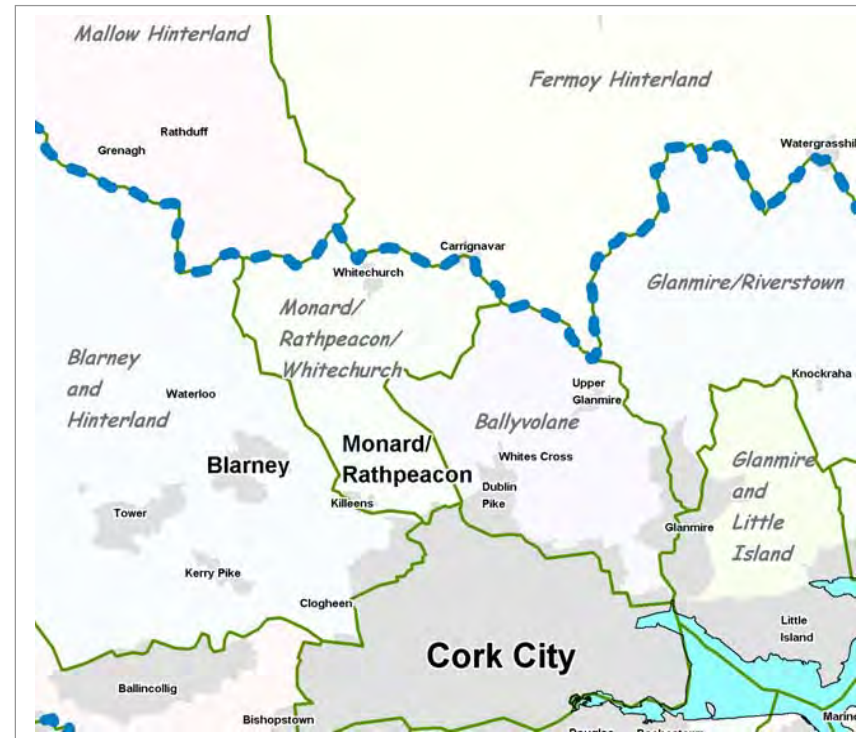 Mallow Hinterland
Fermoy Hinterland
Rathduff
Grenagh
Watergrasshil
Carrignavar
Whitechurch
Glanmire/Riverstown
Monard/
Rathpeacon/
Whitechurch
Blarney
and
Hinterland
Waterloo
Knockraha
Upper
Glanmire
Ballyvolane
Monard/
Rathpeacon
Blarney
Whites Cross
Glanmire
and
Little
Island
Dublin
Pike
Killeens
Tower
Glanmire
Kerry Pike
Clogheen
Little
Island
Cork City
Ballincollig
Bishopstown
Marine